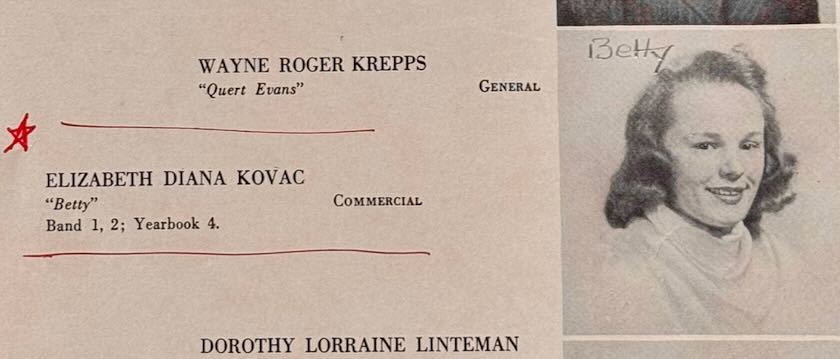 WAYNE ROGER KREPPS
"Quert Evans"
GENERAL
ELIZABETH DIANA KOVAC
"Betty"
COMMERCIAL
Band 1, 2; Yearbook 4.
DOROTHY LORRAINE LINTEMAN
Betty